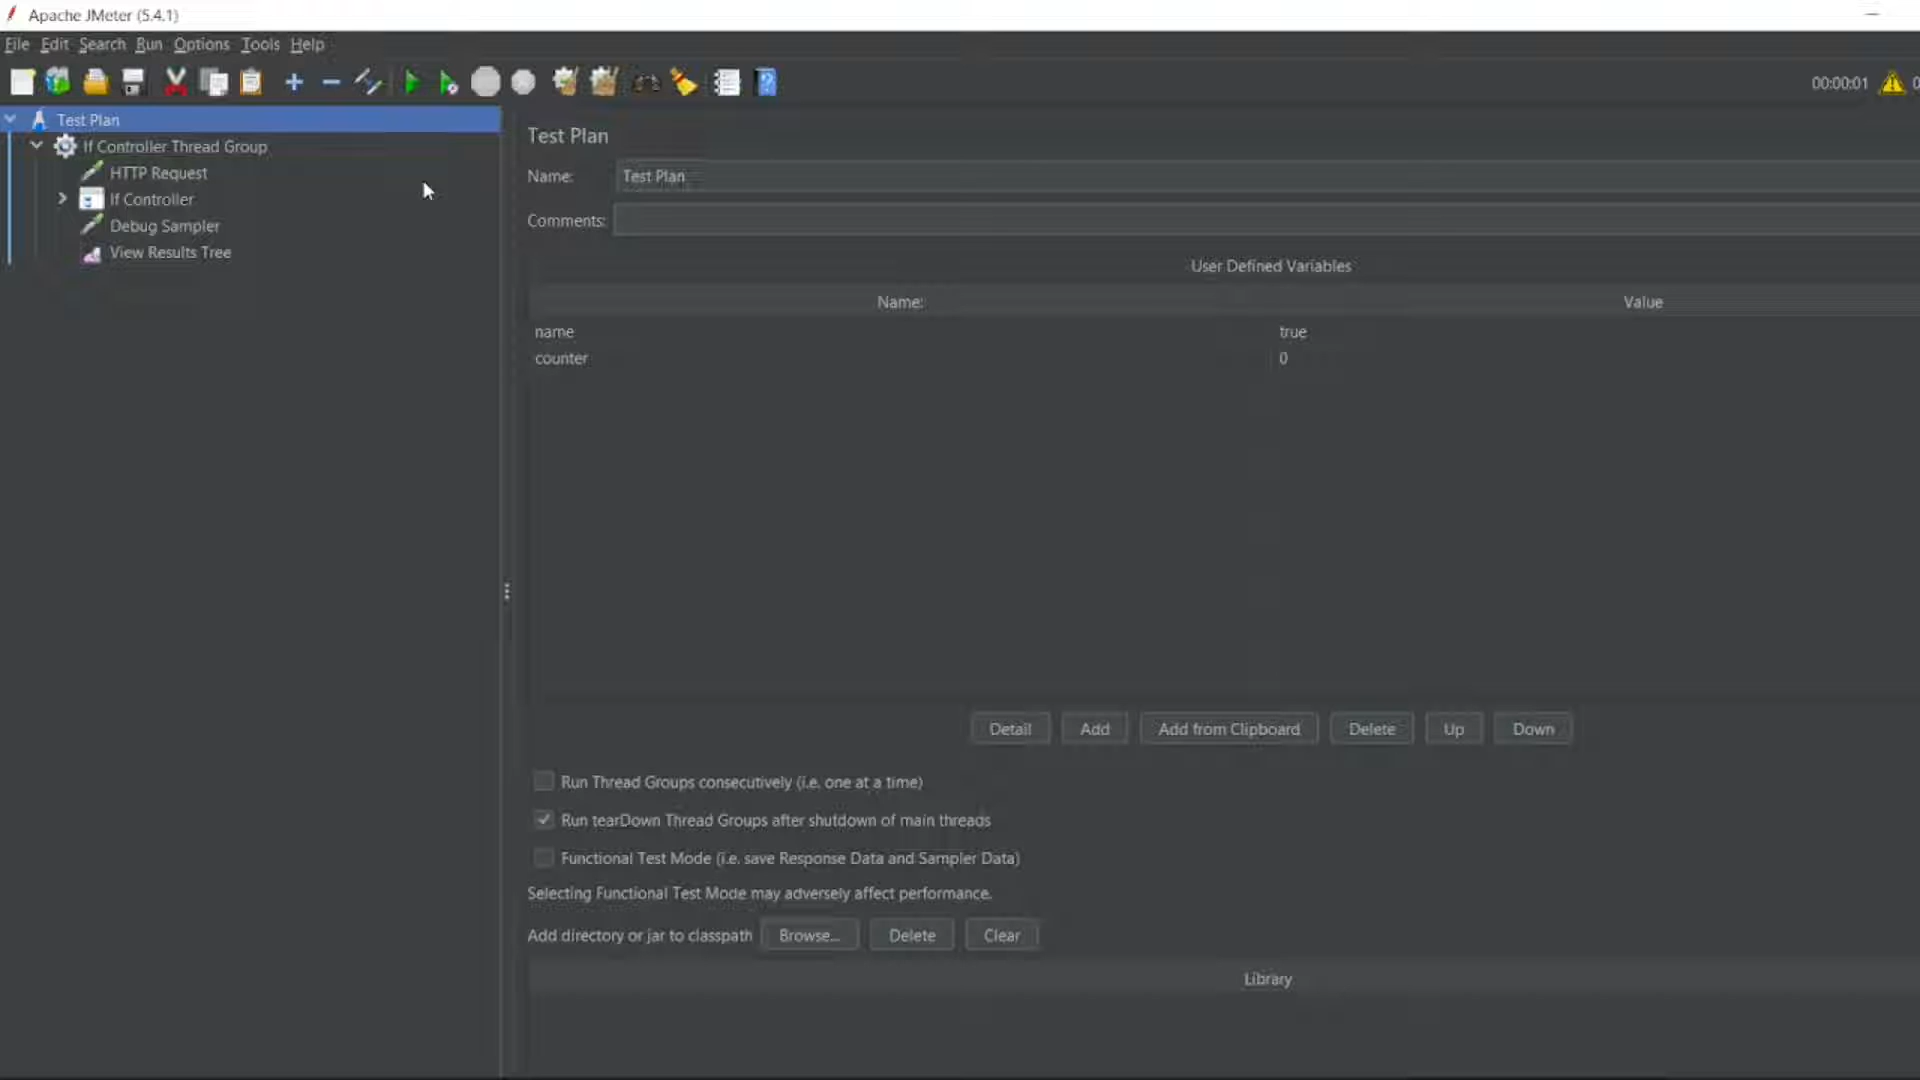 Apache JMeter (5.4.1)
File Edit Search Run Options Tools Help
00:00:01
Test Plan
If Controller Thread Group
HTTP Request
If Controller
Debug Sampler
View Results Tree
Test Plan
Name: Test Plan
Comments:
User Defined Variables
Name: Value
name true
counter 0
Detail Add Add from Clipboard Delete Up Down
Run Thread Groups consecutively (i.e. one at a time)
Run tearDown Thread Groups after shutdown of main threads
Functional Test Mode (i.e. save Response Data and Sampler Data)
Selecting Functional Test Mode may adversely affect performance.
Add directory or jar to classpath Browse... Delete Clear
Library